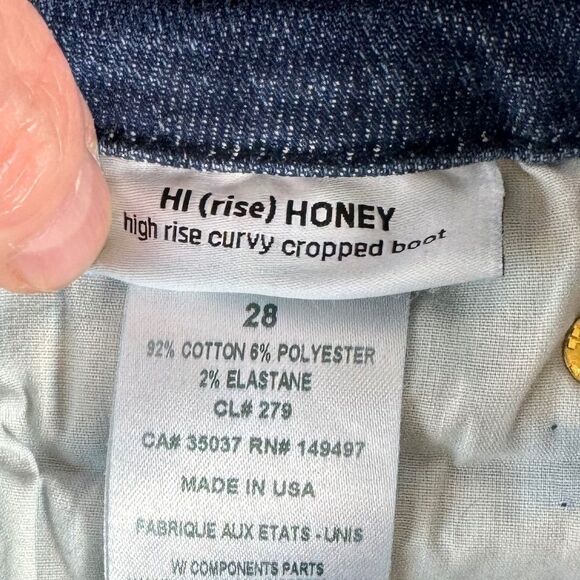 HI (rise) HONEY
high rise curvy cropped boot
28
92% COTTON 6% POLYESTER
2% ELASTANE
CL# 279
CA# 35037 RN# 149497
MADE IN USA
FABRIQUE AUX ETATS - UNIS
W/ COMPONENTS PARTS